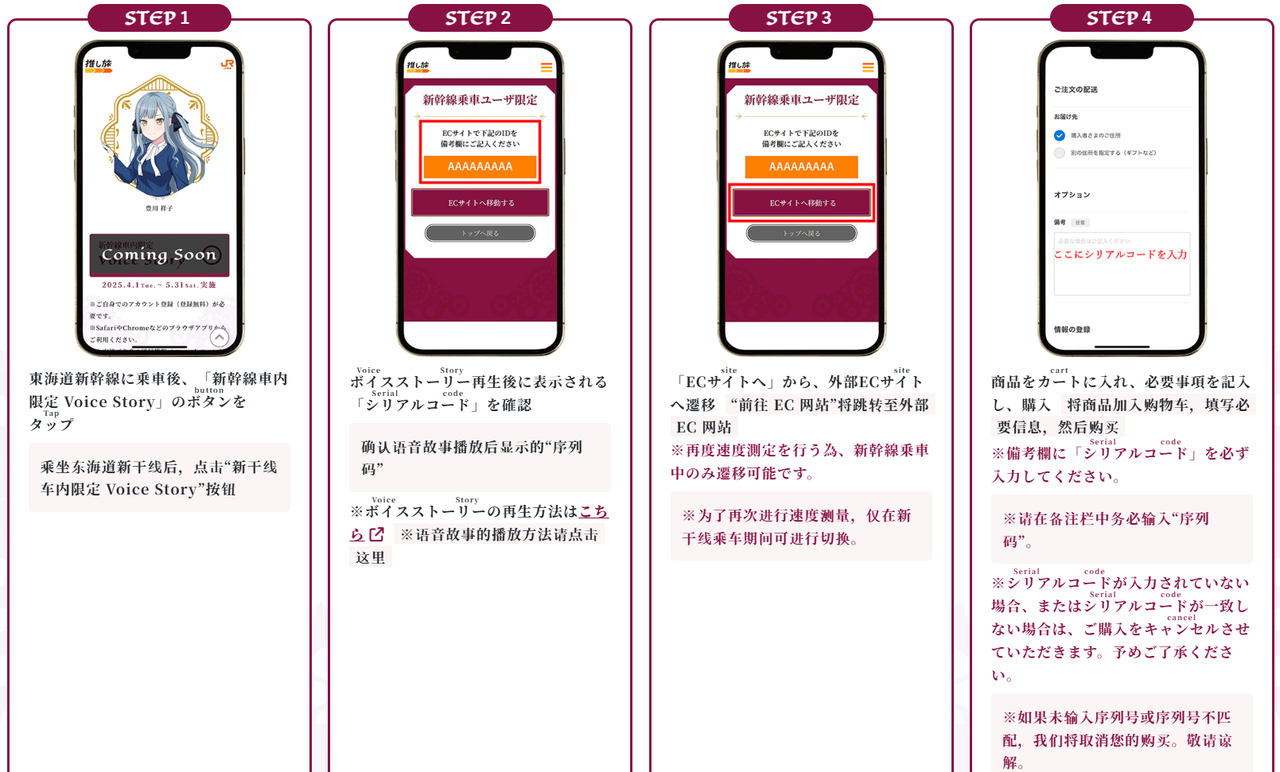 STEP 1
推し旅
JR
豊川 祥子
新幹線車内限定
Voice Story
Coming Soon
2025.4.1Tue.~ 5.31Sat.実施
※ご自身でのアカウント登録（登録無料）が必
要です。
※SafariやChromeなどのブラウザアプリから
ご利用ください。
東海道新幹線に乗車後、「新幹線車内
button
限定 Voice Story」のボタンを
Tap
タップ
乘坐东海道新干线后，点击“新干线
车内限定 Voice Story”按钮
STEP 2
推し旅
新幹線乗車ユーザ限定
ECサイトで下記のIDを
備考欄にご記入ください
AAAAAAAAA
ECサイトへ移動する
トップへ戻る
Voice Story
ボイスストーリー再生後に表示される
Serial code
「シリアルコード」を確認
确认语音故事播放后显示的“序列
码”
Voice Story
※ボイスストーリーの再生方法はこち
ら ※语音故事的播放方法请点击
这里
STEP 3
推し旅
新幹線乗車ユーザ限定
ECサイトで下記のIDを
備考欄にご記入ください
AAAAAAAAA
ECサイトへ移動する
トップへ戻る
site site
「ECサイトへ」から、外部ECサイト
へ遷移 “前往 EC 网站”将跳转至外部
EC 网站
※再度速度測定を行う為、新幹線乗車
中のみ遷移可能です。
※为了再次进行速度测量，仅在新
干线乘车期间可进行切换。
STEP 4
ご注文の配送
お届け先
購入者さまのご住所
別の住所を指定する（ギフトなど）
オプション
備考 任意
必要な場合はご記入ください
ここにシリアルコードを入力
情報の登録
cart
商品をカートに入れ、必要事項を記入
し、購入 将商品加入购物车，填写必
要信息，然后购买
Serial code
※備考欄に「シリアルコード」を必ず
入力してください。
※请在备注栏中务必输入“序列
码”。
Serial code
※シリアルコードが入力されていない
Serial code
場合、またはシリアルコードが一致し
cancel
ない場合は、ご購入をキャンセルさせ
ていただきます。予めご了承くださ
い。
※如果未输入序列号或序列号不匹
配，我们将取消您的购买。敬请谅
解。